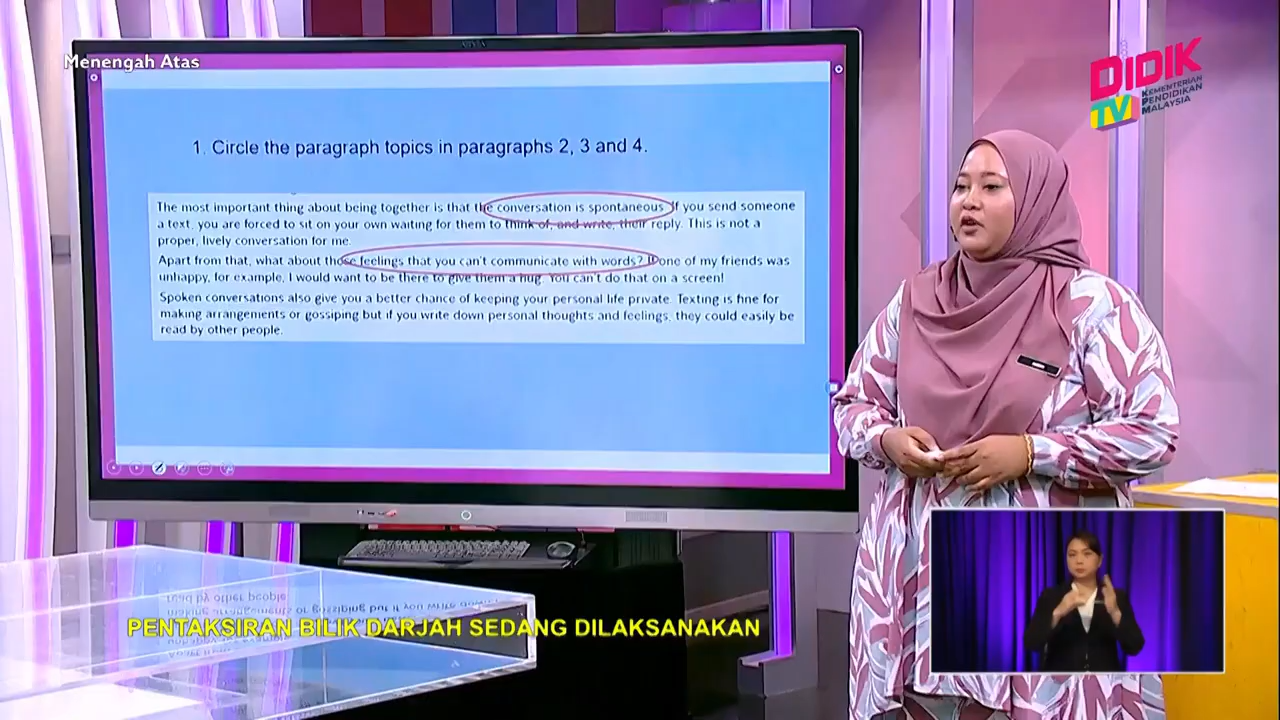 Menengah Atas
DIDIK
TV
KEMENTERIAN
PENDIDIKAN
MALAYSIA
1. Circle the paragraph topics in paragraphs 2, 3 and 4.
The most important thing about being together is that the conversation is spontaneous. If you send someone
a text, you are forced to sit on your own waiting for them to think of, and write, their reply. This is not a
proper, lively conversation for me.
Apart from that, what about those feelings that you can't communicate with words? If one of my friends was
unhappy, for example, I would want to be there to give them a hug. You can't do that on a screen!
Spoken conversations also give you a better chance of keeping your personal life private. Texting is fine for
making arrangements or gossiping but if you write down personal thoughts and feelings, they could easily be
read by other people.
PENTAKSIRAN BILIK DARJAH SEDANG DILAKSANAKAN